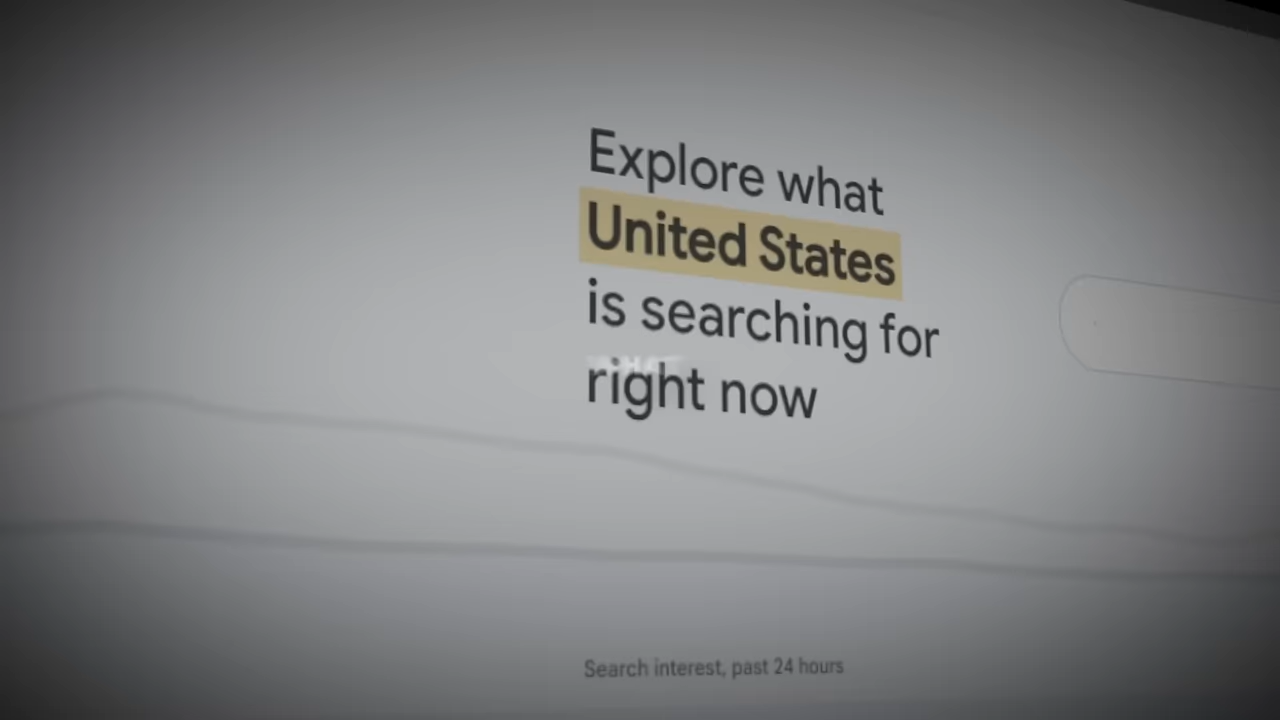 Explore what
United States
is searching for
right now
Search interest, past 24 hours